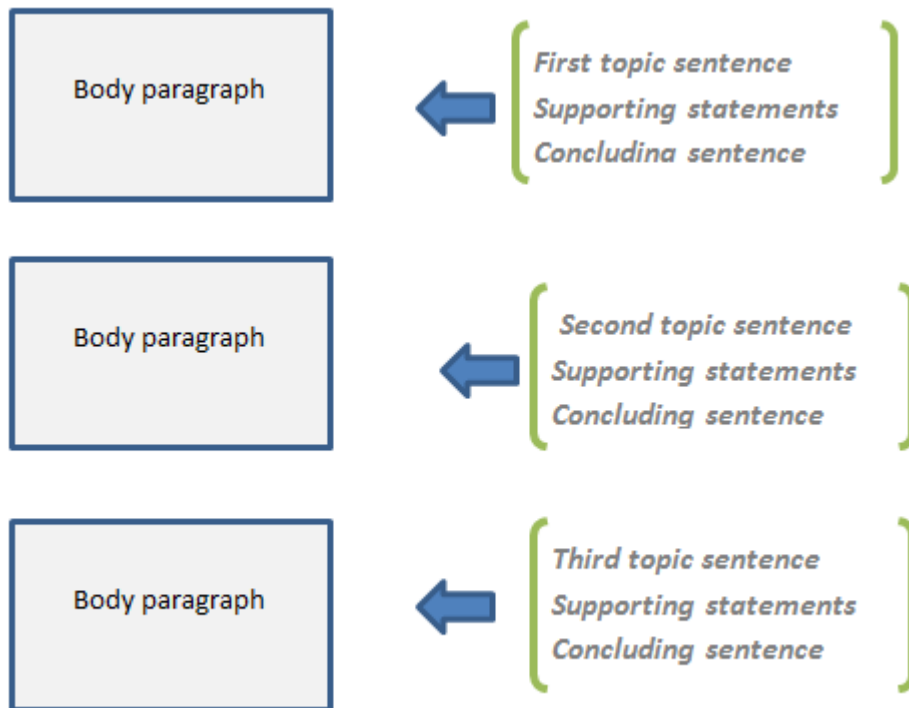 Body paragraph
First topic sentence
Supporting statements
Concludina sentence
Body paragraph
Second topic sentence
Supporting statements
Concluding sentence
Body paragraph
Third topic sentence
Supporting statements
Concluding sentence